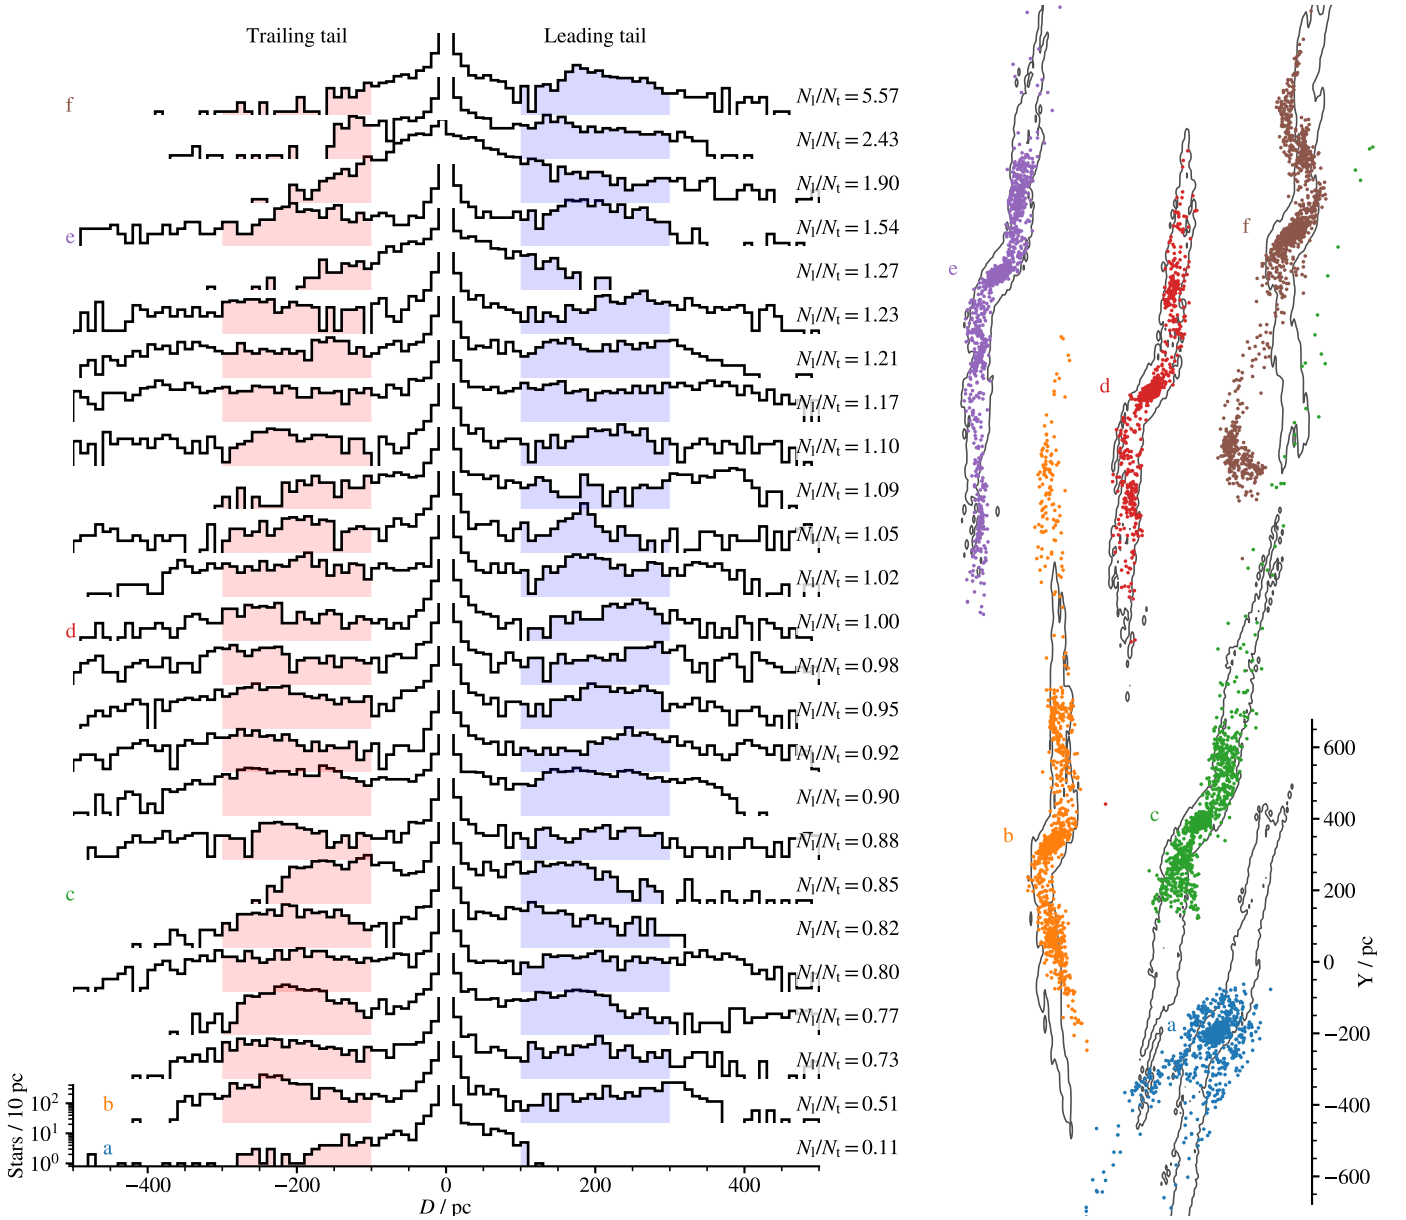 Trailing tail
Leading tail
f
N_l/N_t = 5.57
N_l/N_t = 2.43
N_l/N_t = 1.90
N_l/N_t = 1.54
e
N_l/N_t = 1.27
N_l/N_t = 1.23
N_l/N_t = 1.21
N_l/N_t = 1.17
N_l/N_t = 1.10
N_l/N_t = 1.09
N_l/N_t = 1.05
N_l/N_t = 1.02
N_l/N_t = 1.00
d
N_l/N_t = 0.98
N_l/N_t = 0.95
N_l/N_t = 0.92
N_l/N_t = 0.90
N_l/N_t = 0.88
N_l/N_t = 0.85
c
N_l/N_t = 0.82
N_l/N_t = 0.80
N_l/N_t = 0.77
N_l/N_t = 0.73
b
N_l/N_t = 0.51
a
N_l/N_t = 0.11
Stars / 10 pc
10²
10¹
10⁰
−400
−200
0
200
400
D / pc
f
e
d
b
c
a
600
400
200
0
−200
−400
−600
Y / pc